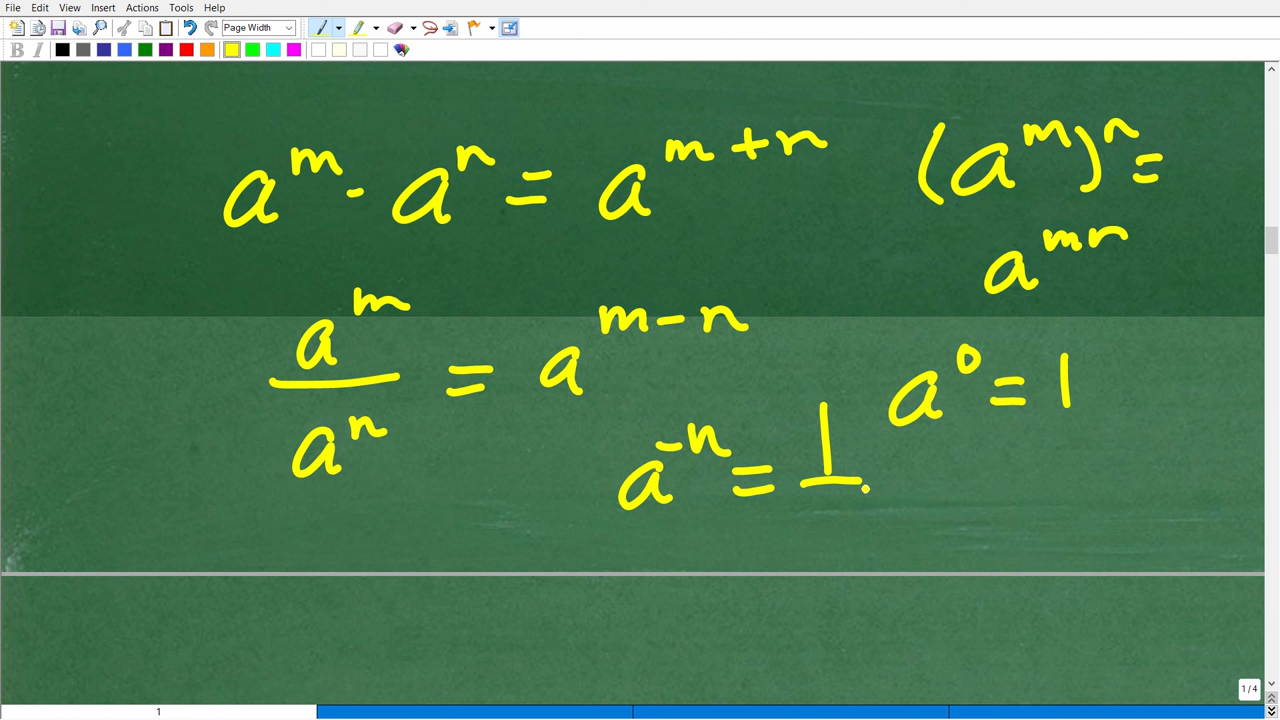 File Edit View Insert Actions Tools Help
Page Width
B I
a^m · a^n = a^{m+n}
(a^m)^n =
a^{mn}
a^m / a^n = a^{m-n}
a^0 = 1
a^{-n} = 1/
1/4
1